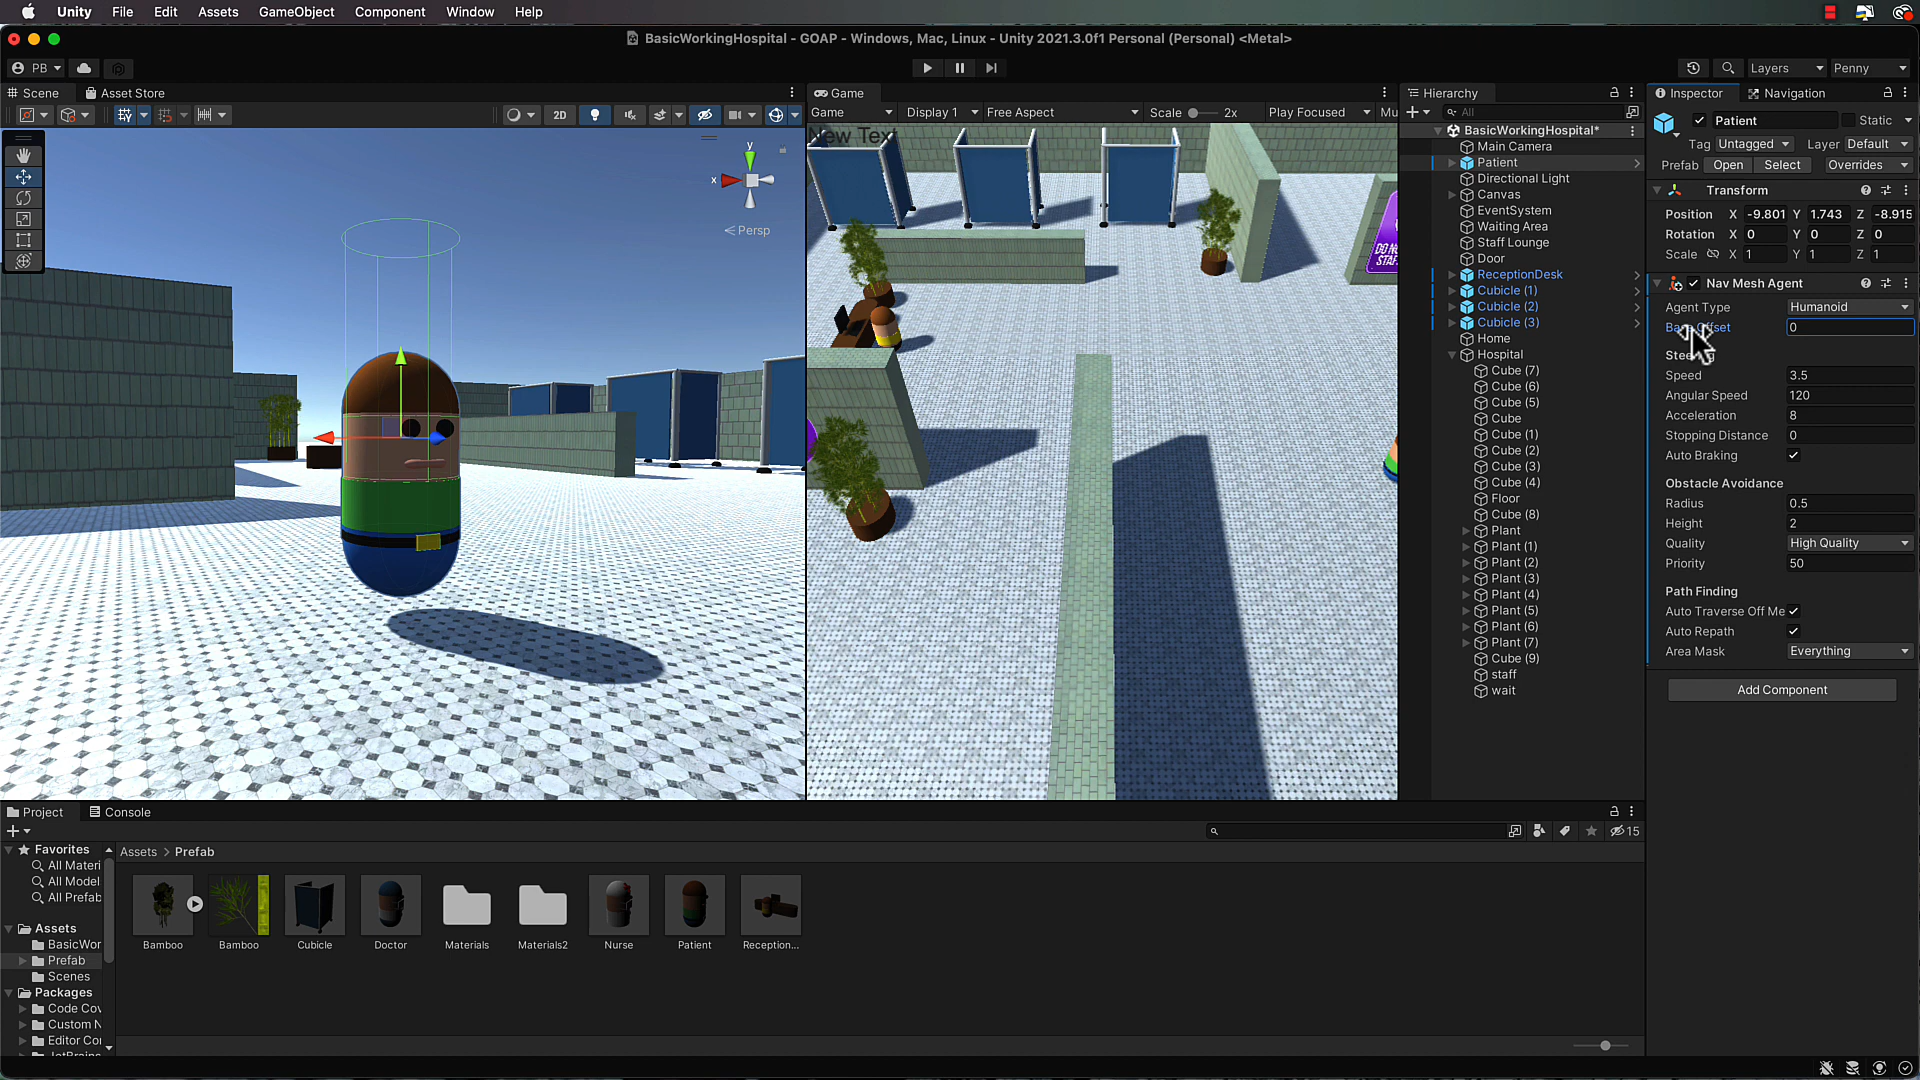 Unity File Edit Assets GameObject Component Window Help
BasicWorkingHospital - GOAP - Windows, Mac, Linux - Unity 2021.3.0f1 Personal (Personal) <Metal>
PB
Layers Penny
Scene Asset Store
2D
y
x
Persp
Game
Game Display 1 Free Aspect Scale 2x Play Focused Mu
New Text
Hierarchy
All
BasicWorkingHospital*
Main Camera
Patient
Directional Light
Canvas
EventSystem
Waiting Area
Staff Lounge
Door
ReceptionDesk
Cubicle (1)
Cubicle (2)
Cubicle (3)
Home
Hospital
Cube (7)
Cube (6)
Cube (5)
Cube
Cube (1)
Cube (2)
Cube (3)
Cube (4)
Floor
Cube (8)
Plant
Plant (1)
Plant (2)
Plant (3)
Plant (4)
Plant (5)
Plant (6)
Plant (7)
Cube (9)
staff
wait
Inspector Navigation
Patient Static
Tag Untagged Layer Default
Prefab Open Select Overrides
Transform
Position X -9.801 Y 1.743 Z -8.915
Rotation X 0 Y 0 Z 0
Scale X 1 Y 1 Z 1
Nav Mesh Agent
Agent Type Humanoid
Offset 0
Speed 3.5
Angular Speed 120
Acceleration 8
Stopping Distance 0
Auto Braking
Obstacle Avoidance
Radius 0.5
Height 2
Quality High Quality
Priority 50
Path Finding
Auto Traverse Off Me
Auto Repath
Area Mask Everything
Add Component
Project Console
15
Favorites
All Materi
All Model
All Prefab
Assets
BasicWor
Prefab
Scenes
Packages
Code Cov
Custom N
Editor Cor
Assets > Prefab
Bamboo Bamboo Cubicle Doctor Materials Materials2 Nurse Patient Reception...